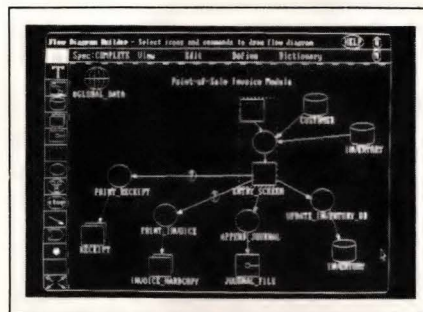 Flow Diagram Builder - Select icons and commands to draw flow diagram HELP
Spec:COMPLETE View Edit Define Dictionary
T
@GLOBAL_DATA
Point-of-Sale Invoice Module
CUSTOMER
INVENTORY
PRINT_RECEIPT
ENTRY_SCREEN
PRINT_INVOICE
UPDATE_INVENTORY_DB
APPEND_JOURNAL
RECEIPT
INVENTORY
INVOICE_HARDCOPY
JOURNAL_FILE
stop